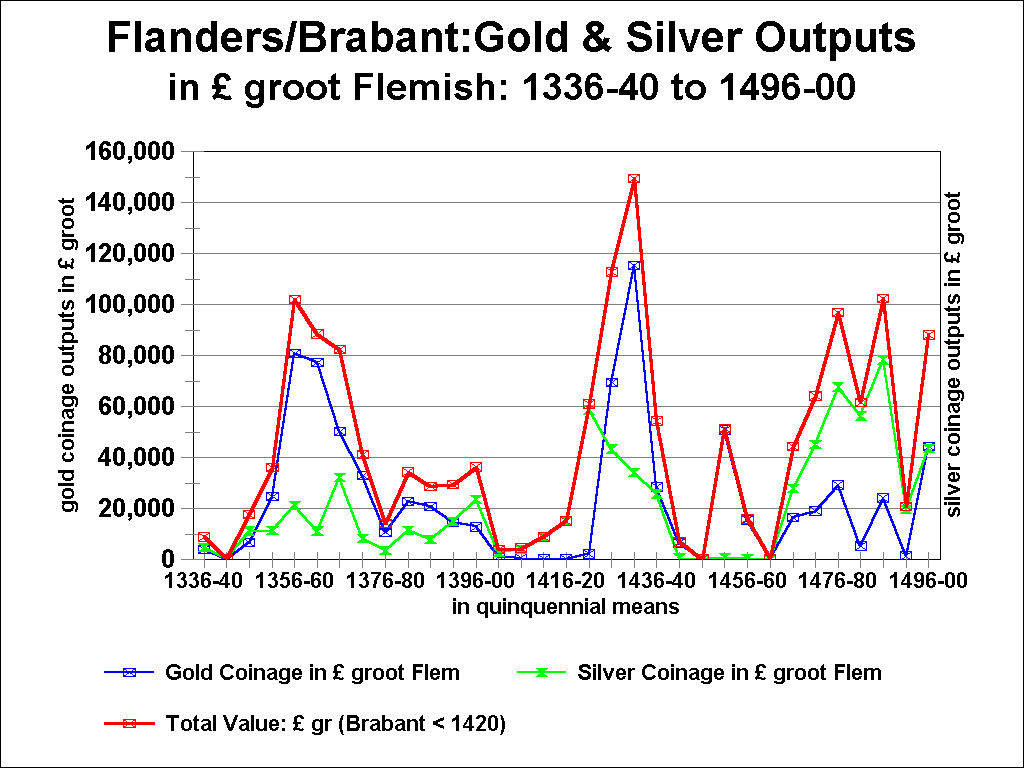 Flanders/Brabant:Gold & Silver Outputs
in £ groot Flemish: 1336-40 to 1496-00
160,000
140,000
120,000
100,000
80,000
60,000
40,000
20,000
0
gold coinage outputs in £ groot
silver coinage outputs in £ groot
1336-40 1356-60 1376-80 1396-00 1416-20 1436-40 1456-60 1476-80 1496-00
in quinquennial means
Gold Coinage in £ groot Flem
Silver Coinage in £ groot Flem
Total Value: £ gr (Brabant < 1420)